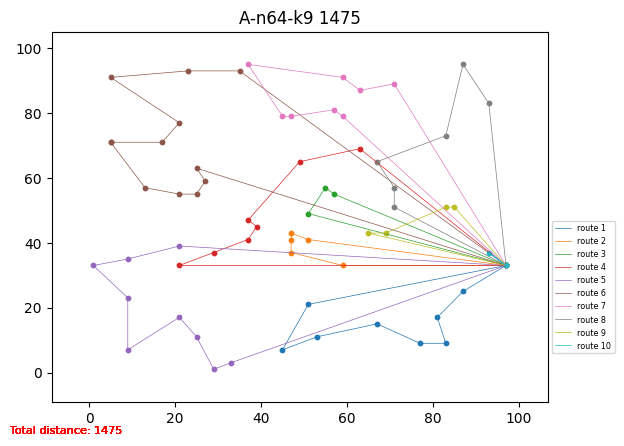 A-n64-k9 1475
100
80
60
40
20
0
0 20 40 60 80 100
route 1
route 2
route 3
route 4
route 5
route 6
route 7
route 8
route 9
route 10
Total distance: 1475